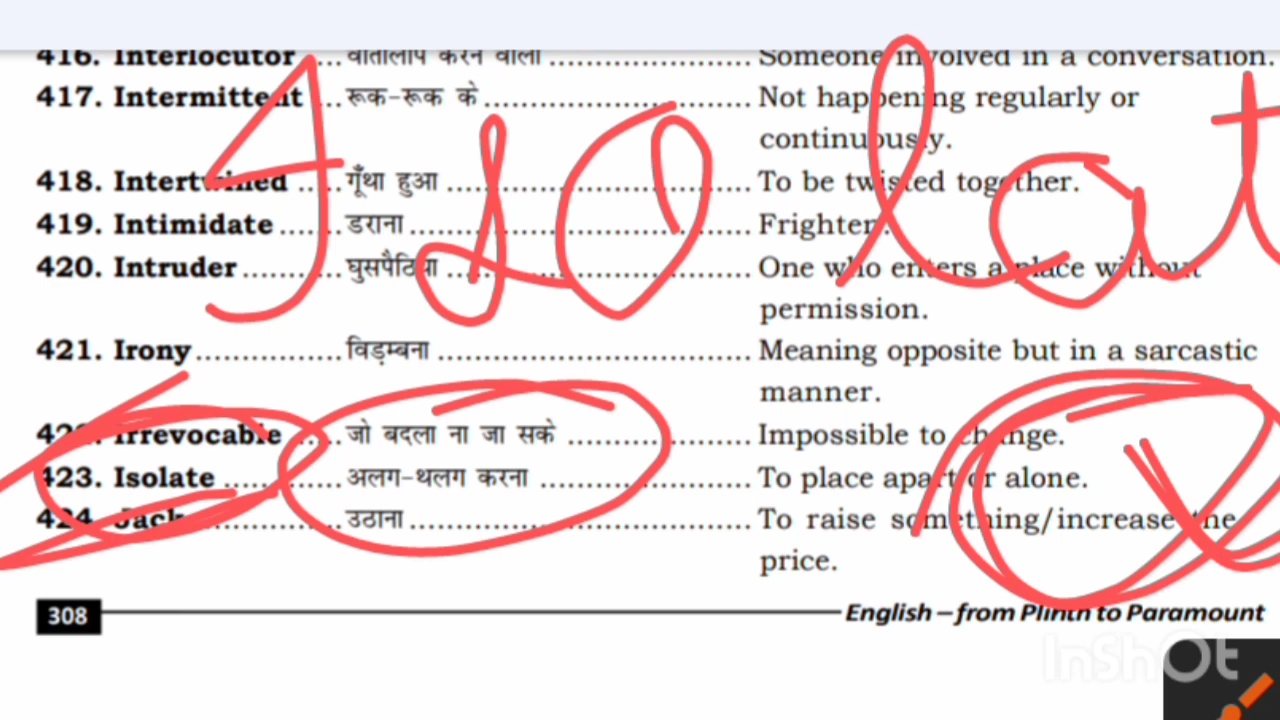 416. Interlocutor ... वार्तालाप करने वाला ........................ Someone involved in a conversation.
417. Intermittent ... रूक-रूक के ................................ Not happening regularly or
continuously.
418. Intertwined ..... गूँथा हुआ .................................... To be twisted together.
419. Intimidate ....... डराना ......................................... Frighten.
420. Intruder ........... घुसपैठिया ..................................... One who enters a place without
permission.
421. Irony ................ विड़म्बना ..................................... Meaning opposite but in a sarcastic
manner.
422. Irrevocable ...... जो बदला ना जा सके ...................... Impossible to change.
423. Isolate .............. अलग-थलग करना ......................... To place apart or alone.
424. Jack ................. उठाना ......................................... To raise something/increase the
price.
308 English – from Plinth to Paramount
InShOt